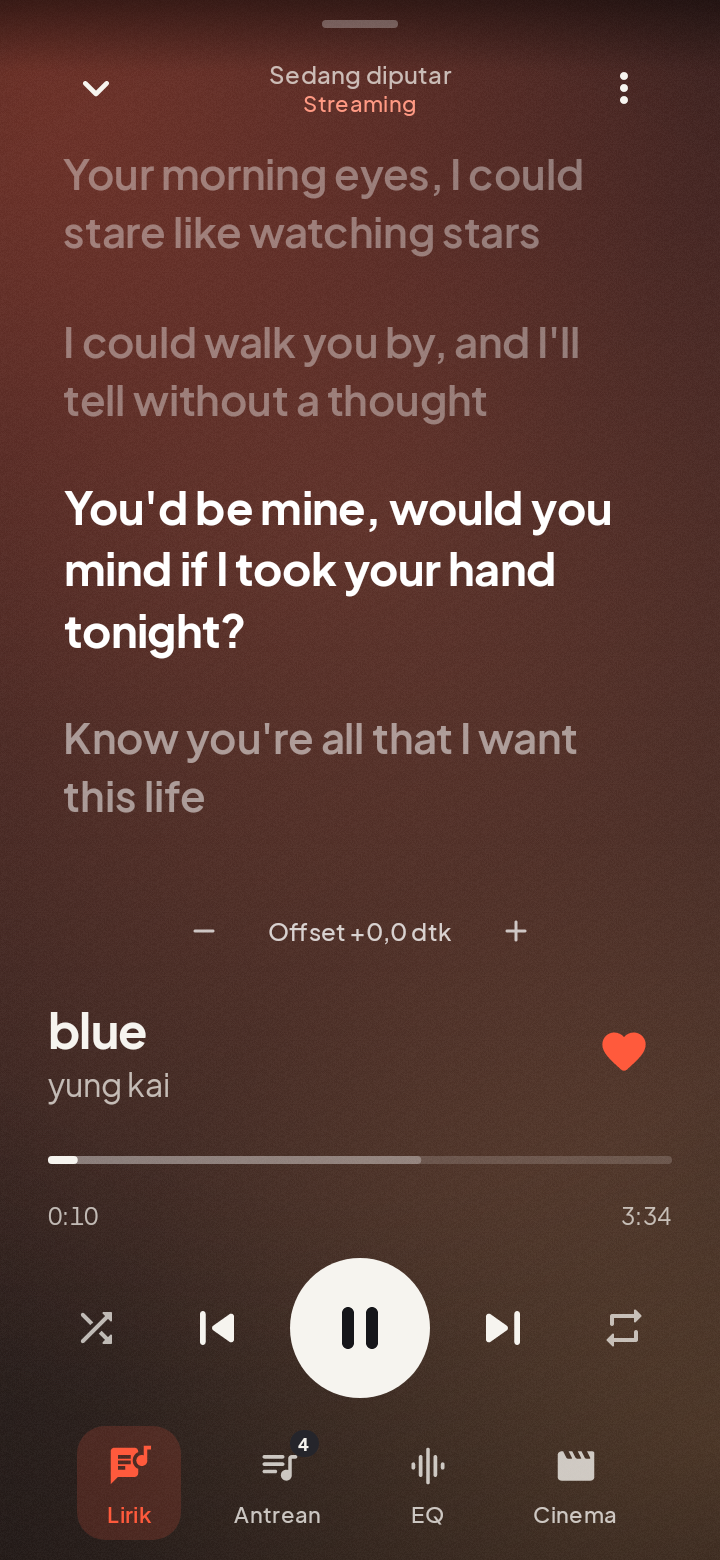 Sedang diputar
Streaming
Your morning eyes, I could
stare like watching stars
I could walk you by, and I'll
tell without a thought
You'd be mine, would you
mind if I took your hand
tonight?
Know you're all that I want
this life
Offset +0,0 dtk
blue
yung kai
0:10
3:34
4
Lirik
Antrean
EQ
Cinema